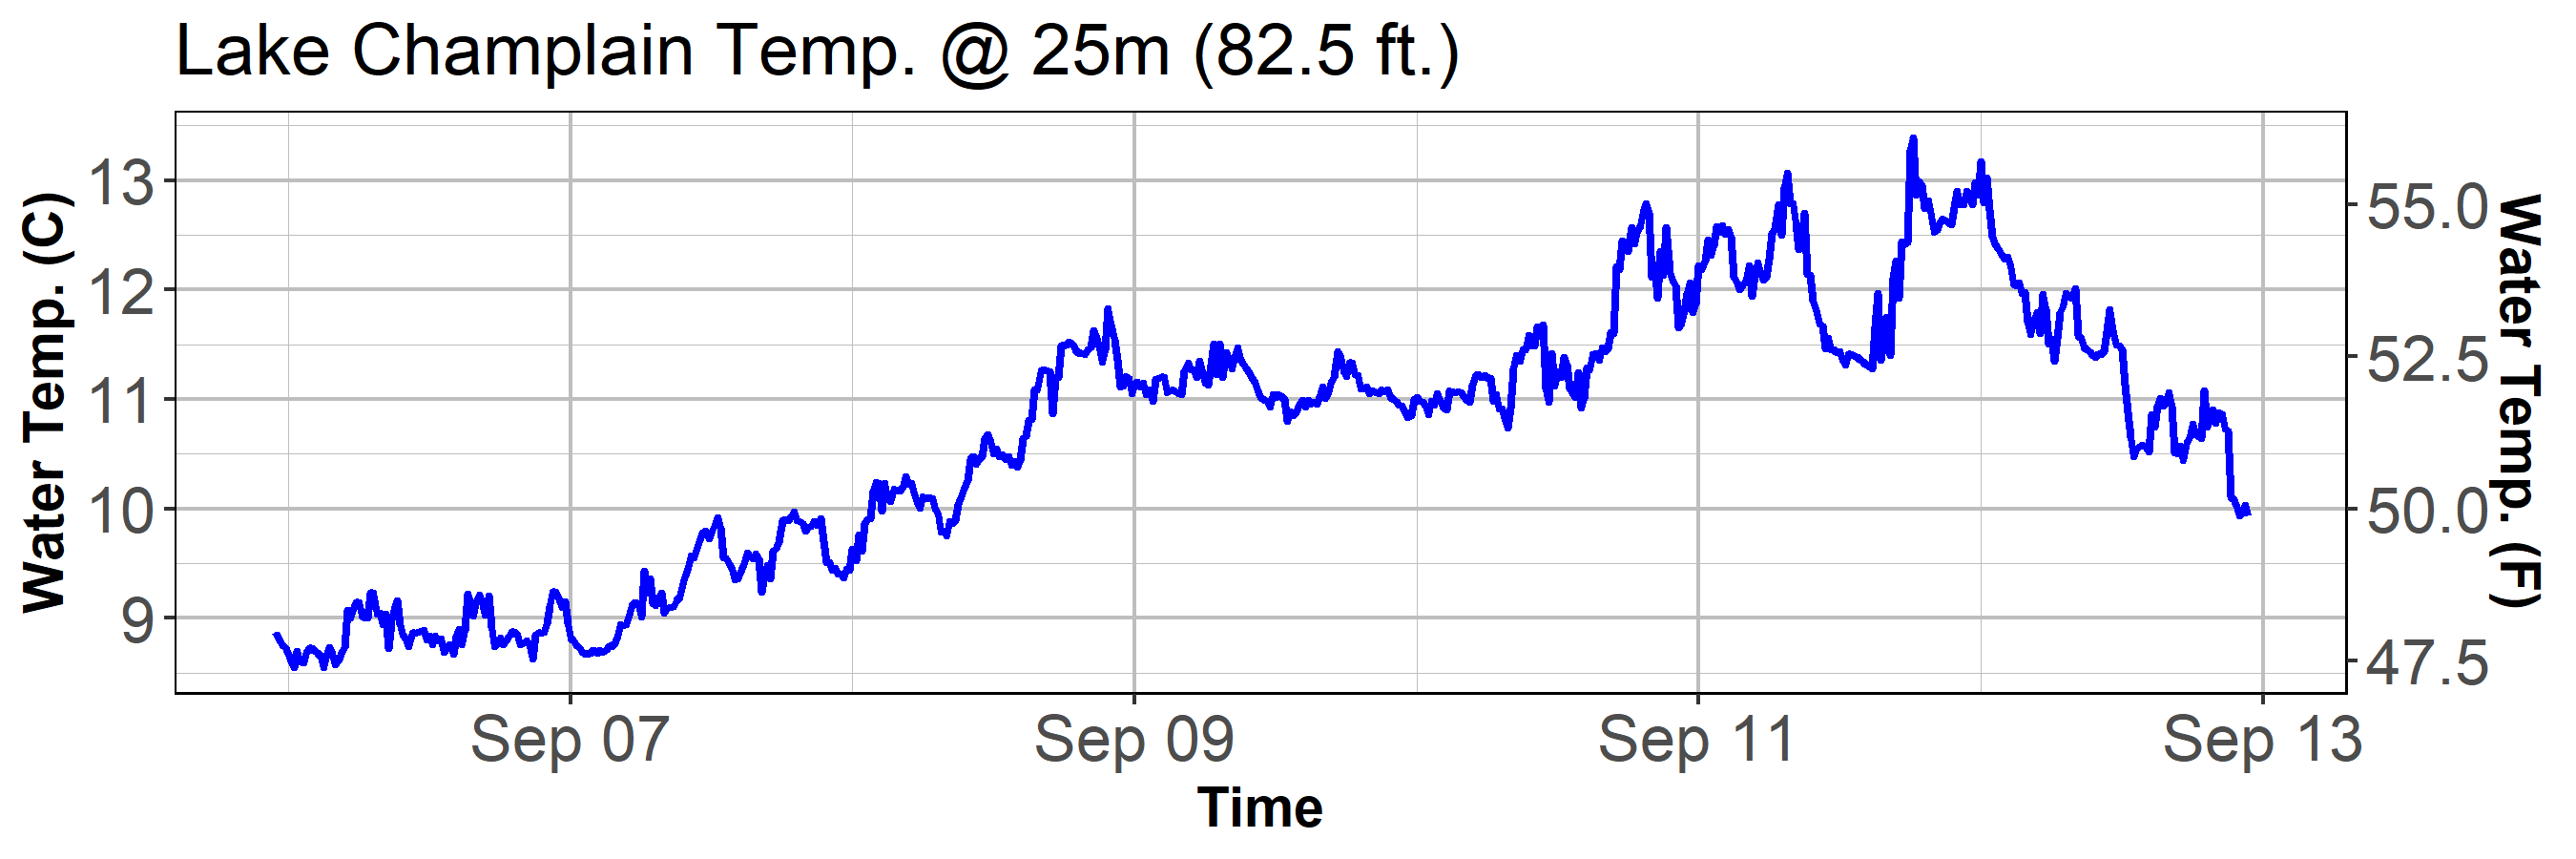 Lake Champlain Temp. @ 25m (82.5 ft.)
Water Temp. (C)
13
12
11
10
9
55.0
52.5
50.0
47.5
Water Temp. (F)
Sep 07 Sep 09 Sep 11 Sep 13
Time